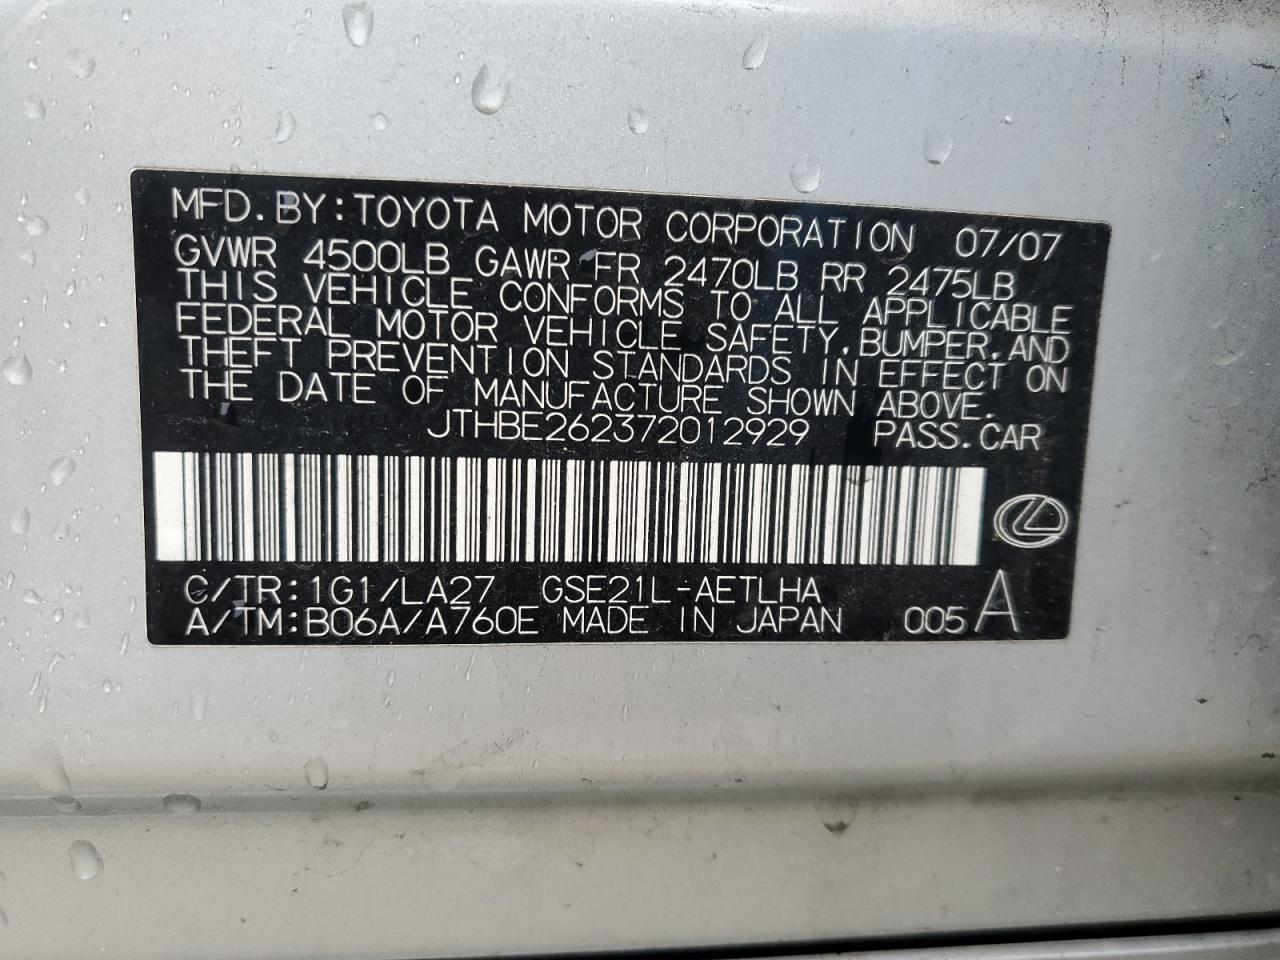 MFD. BY: TOYOTA MOTOR CORPORATION 07/07
GVWR 4500LB GAWR FR 2470LB RR 2475LB
THIS VEHICLE CONFORMS TO ALL APPLICABLE
FEDERAL MOTOR VEHICLE SAFETY, BUMPER, AND
THEFT PREVENTION STANDARDS IN EFFECT ON
THE DATE OF MANUFACTURE SHOWN ABOVE.
JTHBE262372012929 PASS. CAR
C/TR: 1G1/LA27 GSE21L-AETLHA
A/TM: B06A/A760E MADE IN JAPAN 005 A